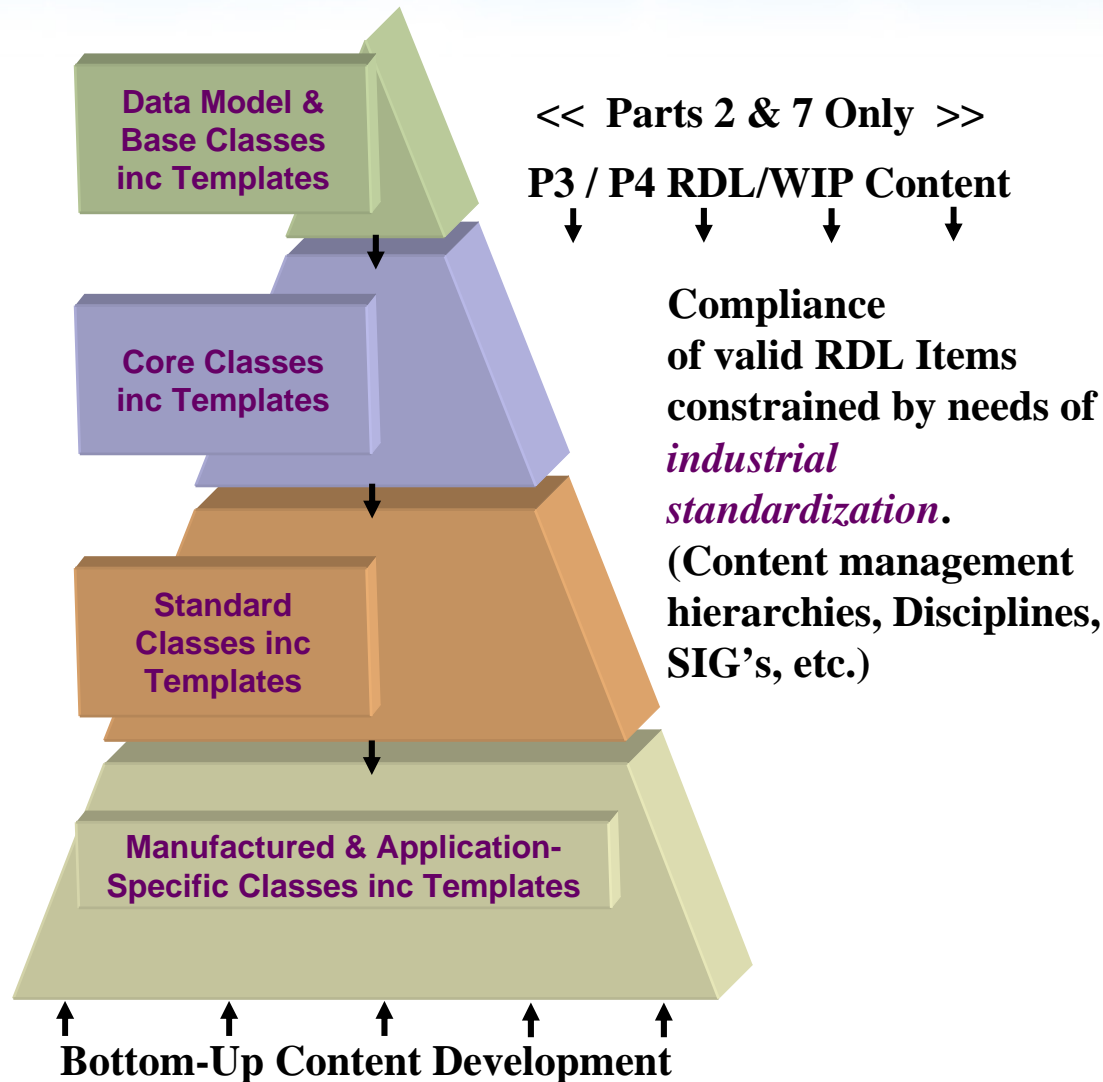 Data Model &
Base Classes
inc Templates
<< Parts 2 & 7 Only >>
P3 / P4 RDL/WIP Content
Core Classes
inc Templates
Compliance
of valid RDL Items
constrained by needs of
industrial
standardization.
(Content management
hierarchies, Disciplines,
SIG's, etc.)
Standard
Classes inc
Templates
Manufactured & Application-
Specific Classes inc Templates
Bottom-Up Content Development